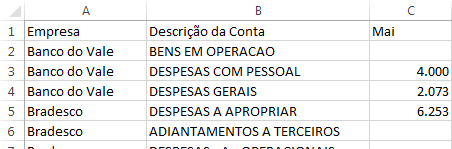 A B C
1 Empresa Descrição da Conta Mai
2 Banco do Vale BENS EM OPERACAO
3 Banco do Vale DESPESAS COM PESSOAL 4.000
4 Banco do Vale DESPESAS GERAIS 2.073
5 Bradesco DESPESAS A APROPRIAR 6.253
6 Bradesco ADIANTAMENTOS A TERCEIROS